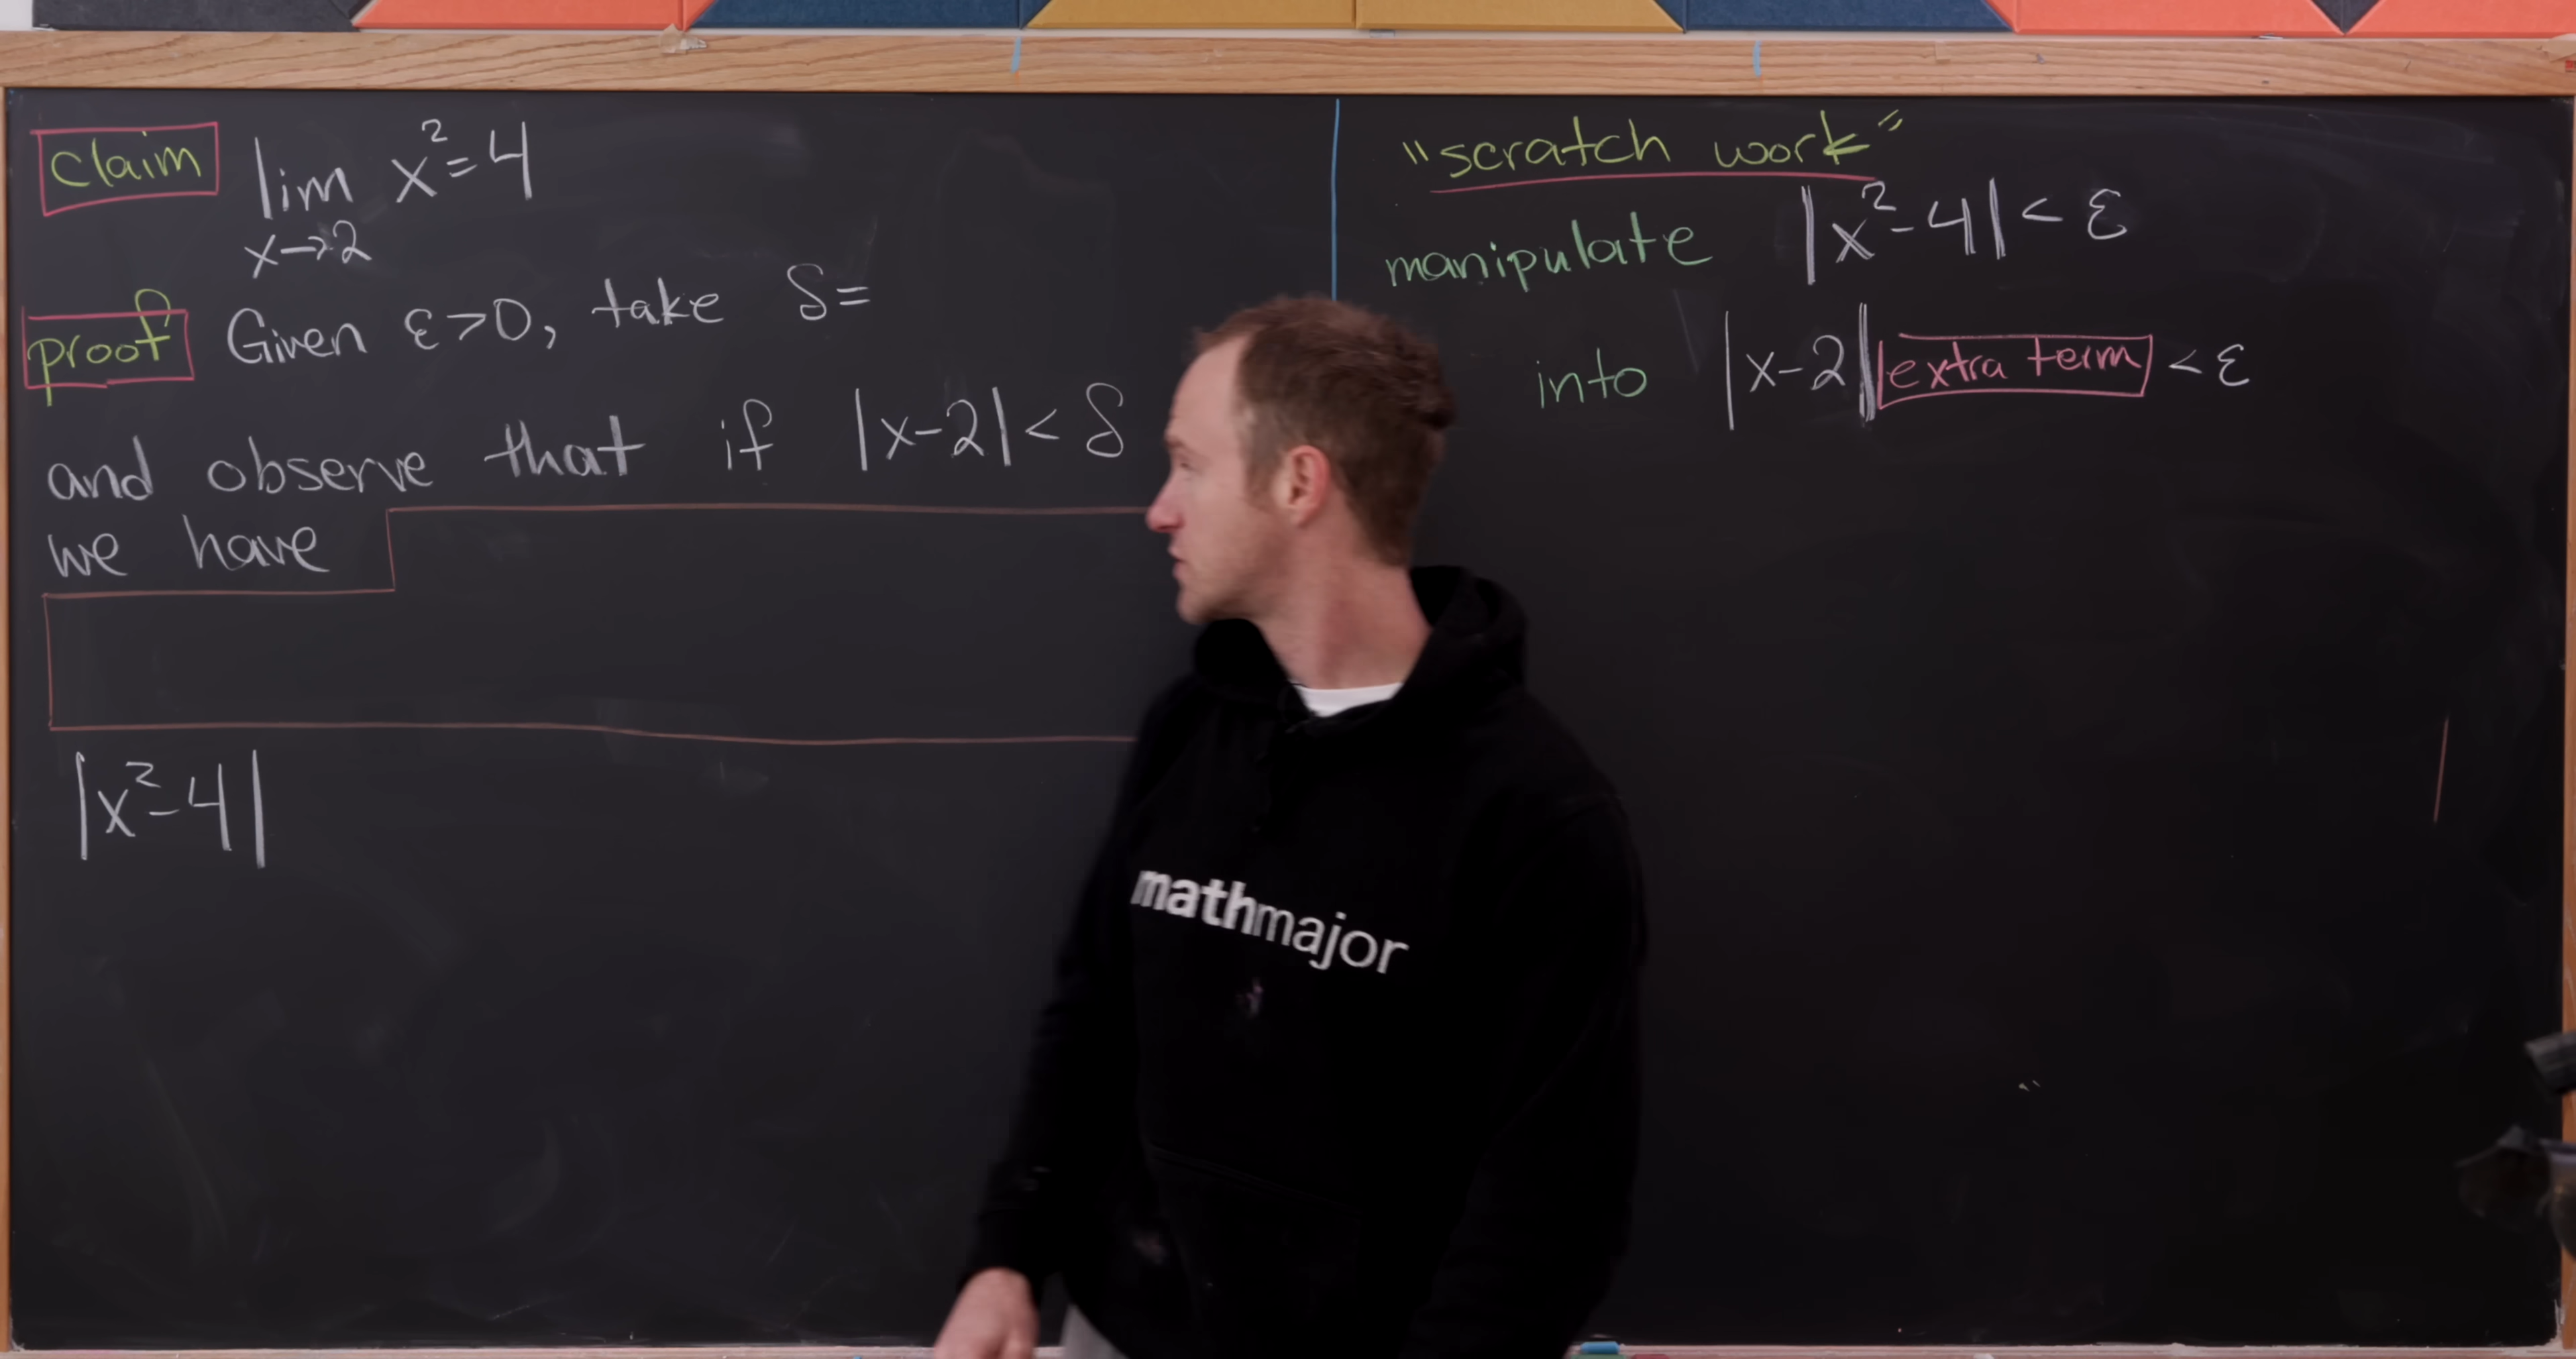 claim lim x² = 4
x→2
proof Given ε>0, take δ=
and observe that if |x-2| < δ
we have
|x²-4|
"scratch work"
manipulate |x²-4| < ε
into |x-2| |extra term| < ε
mathmajor